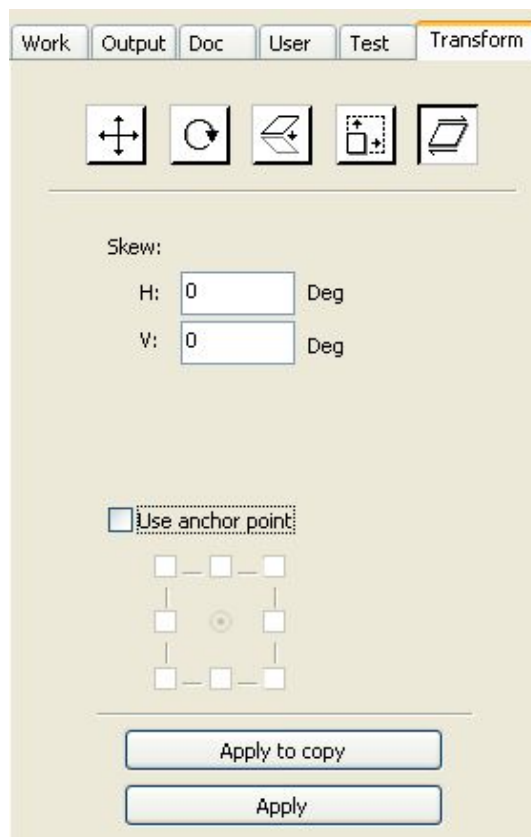 Work Output Doc User Test Transform
Skew:
H: 0 Deg
V: 0 Deg
Use anchor point
Apply to copy
Apply